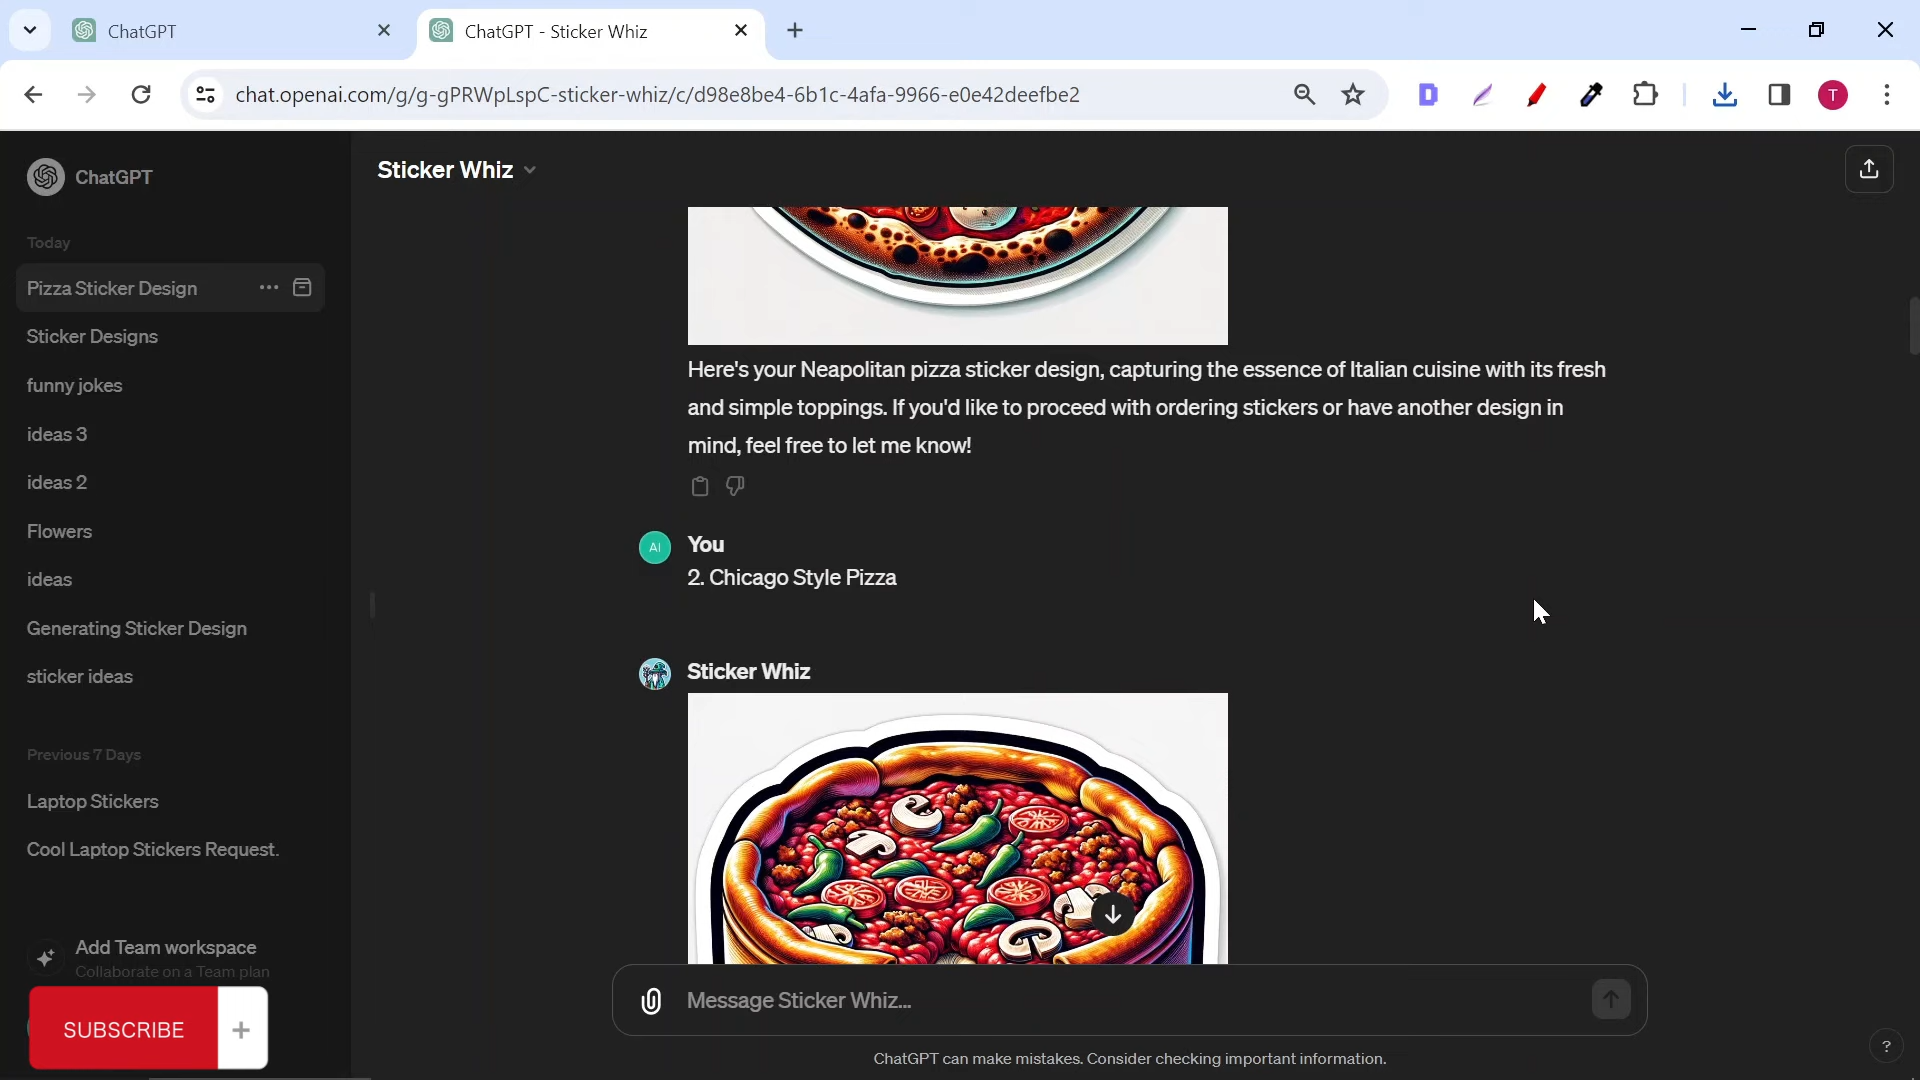 ChatGPT
ChatGPT - Sticker Whiz
chat.openai.com/g/g-gPRWpLspC-sticker-whiz/c/d98e8be4-6b1c-4afa-9966-e0e42deefbe2
T
ChatGPT
Today
Pizza Sticker Design
Sticker Designs
funny jokes
ideas 3
ideas 2
Flowers
ideas
Generating Sticker Design
sticker ideas
Previous 7 Days
Laptop Stickers
Cool Laptop Stickers Request.
Add Team workspace
Collaborate on a Team plan
SUBSCRIBE +
Sticker Whiz
Here's your Neapolitan pizza sticker design, capturing the essence of Italian cuisine with its fresh
and simple toppings. If you'd like to proceed with ordering stickers or have another design in
mind, feel free to let me know!
AI
You
2. Chicago Style Pizza
Sticker Whiz
Message Sticker Whiz...
ChatGPT can make mistakes. Consider checking important information.
?